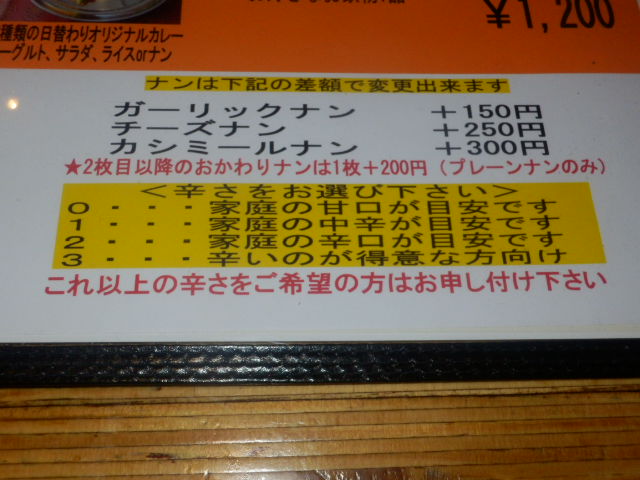 ¥1,200
種類の日替わりオリジナルカレー
ーグルト、サラダ、ライスorナン
ナンは下記の差額で変更出来ます
ガーリックナン ＋150円
チーズナン ＋250円
カシミールナン ＋300円
★2枚目以降のおかわりナンは1枚＋200円（プレーンナンのみ）
＜辛さをお選び下さい＞
0・・・家庭の甘口が目安です
1・・・家庭の中辛が目安です
2・・・家庭の辛口が目安です
3・・・辛いのが得意な方向け
これ以上の辛さをご希望の方はお申し付け下さい